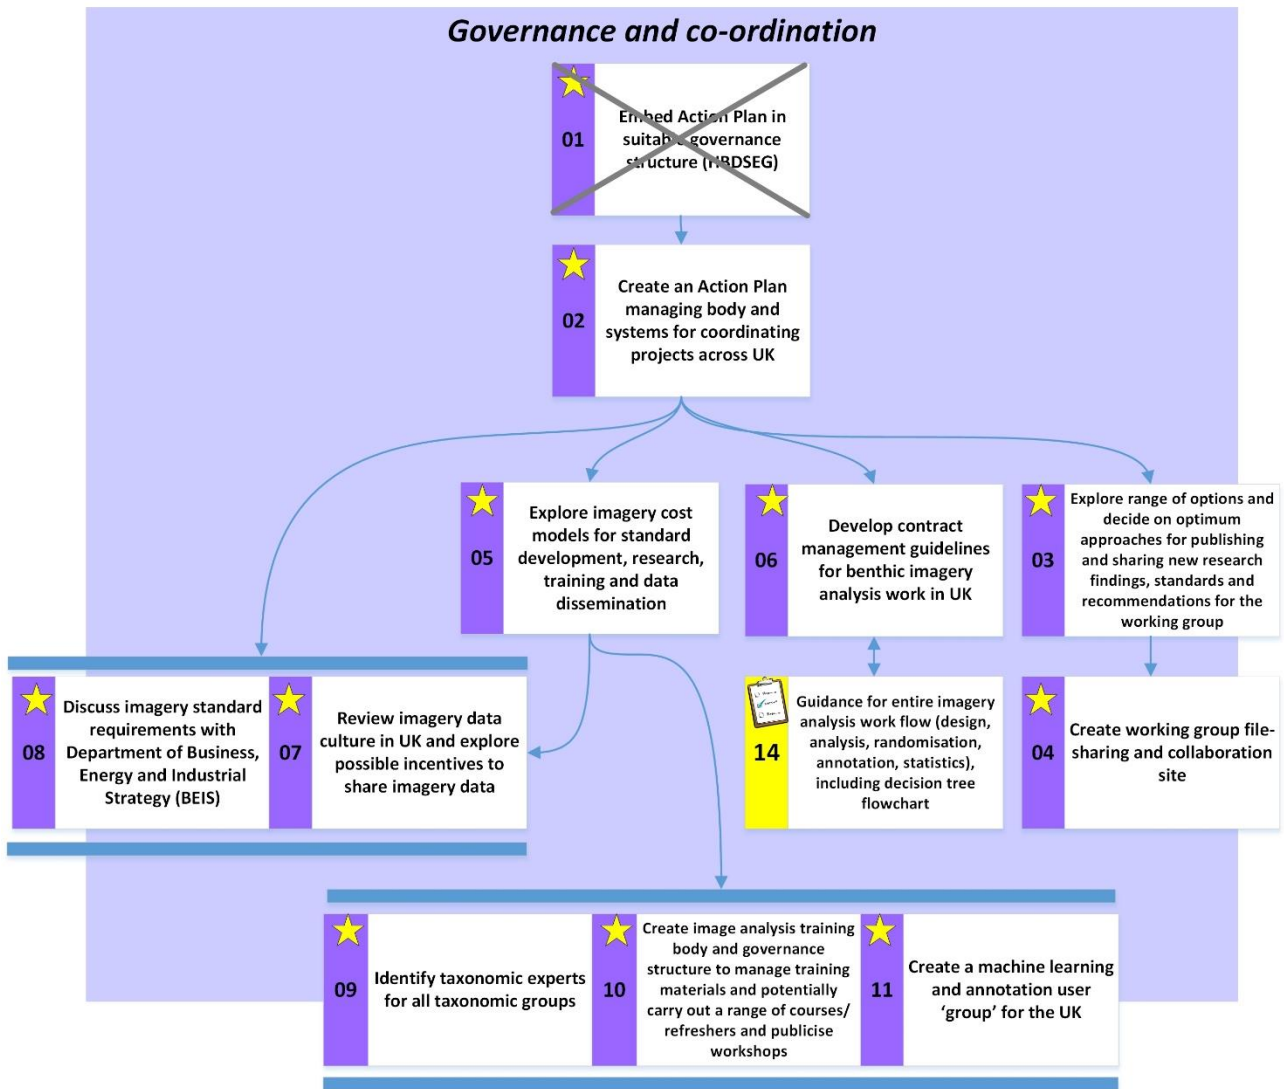 Governance and co-ordination
01
Embed Action Plan in
suitable governance
structure (HBDSEG)
02
Create an Action Plan
managing body and
systems for coordinating
projects across UK
05
Explore imagery cost
models for standard
development, research,
training and data
dissemination
06
Develop contract
management guidelines
for benthic imagery
analysis work in UK
03
Explore range of options and
decide on optimum
approaches for publishing
and sharing new research
findings, standards and
recommendations for the
working group
08
Discuss imagery standard
requirements with
Department of Business,
Energy and Industrial
Strategy (BEIS)
07
Review imagery data
culture in UK and explore
possible incentives to
share imagery data
14
Guidance for entire imagery
analysis work flow (design,
analysis, randomisation,
annotation, statistics),
including decision tree
flowchart
04
Create working group file-
sharing and collaboration
site
09
Identify taxonomic experts
for all taxonomic groups
10
Create image analysis training
body and governance
structure to manage training
materials and potentially
carry out a range of courses/
refreshers and publicise
workshops
11
Create a machine learning
and annotation user
‘group’ for the UK